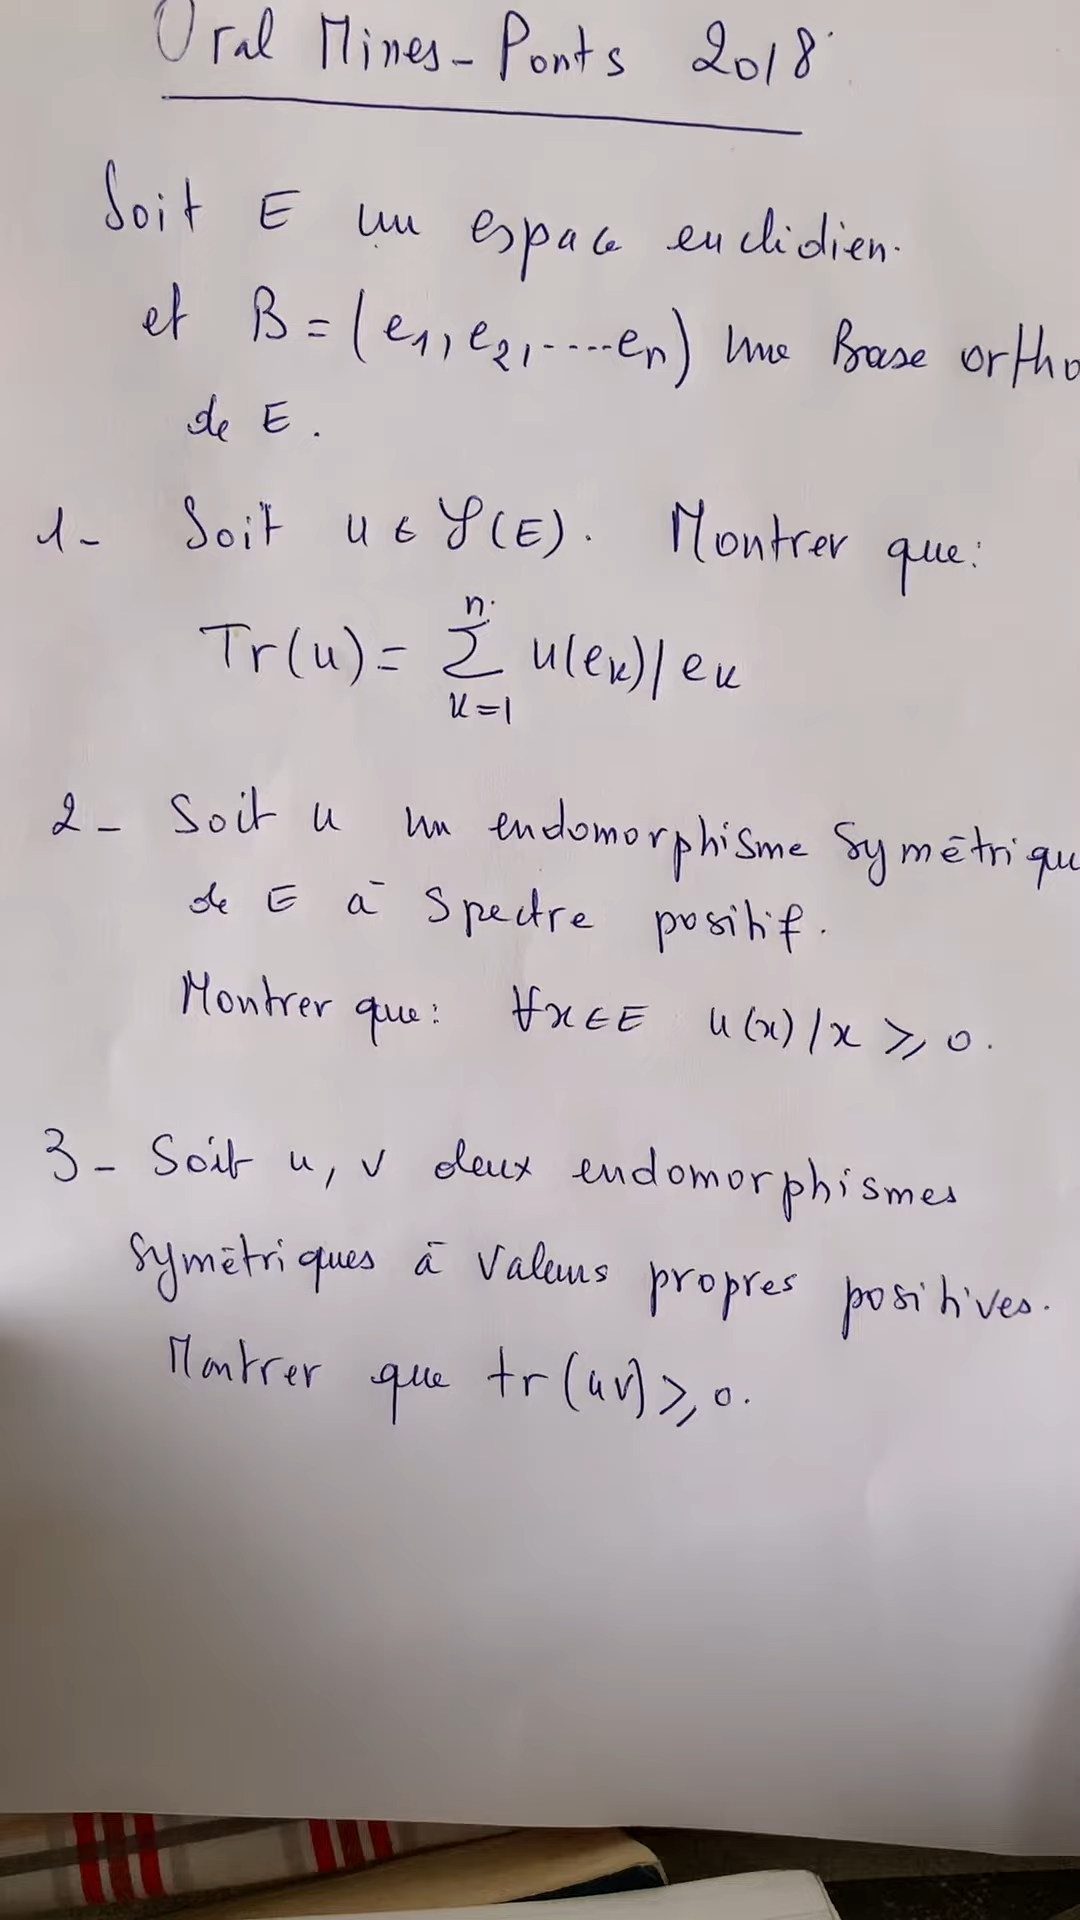 Oral Mines-Ponts 2018
Soit E un espace euclidien.
et B = (e₁, e₂, ....eₙ) une Base ortho
de E.
1- Soit u ∈ ℒ(E). Montrer que:
Tr(u) = ∑ₖ₌₁ⁿ u(eₖ)/eₖ
2- Soit u un endomorphisme Symétriqu
de E à Spectre positif.
Montrer que: ∀x∈E u(x)/x ⩾ 0.
3- Soit u, v deux endomorphismes
Symétriques à valeurs propres positives.
Montrer que tr(uv) ⩾ 0.